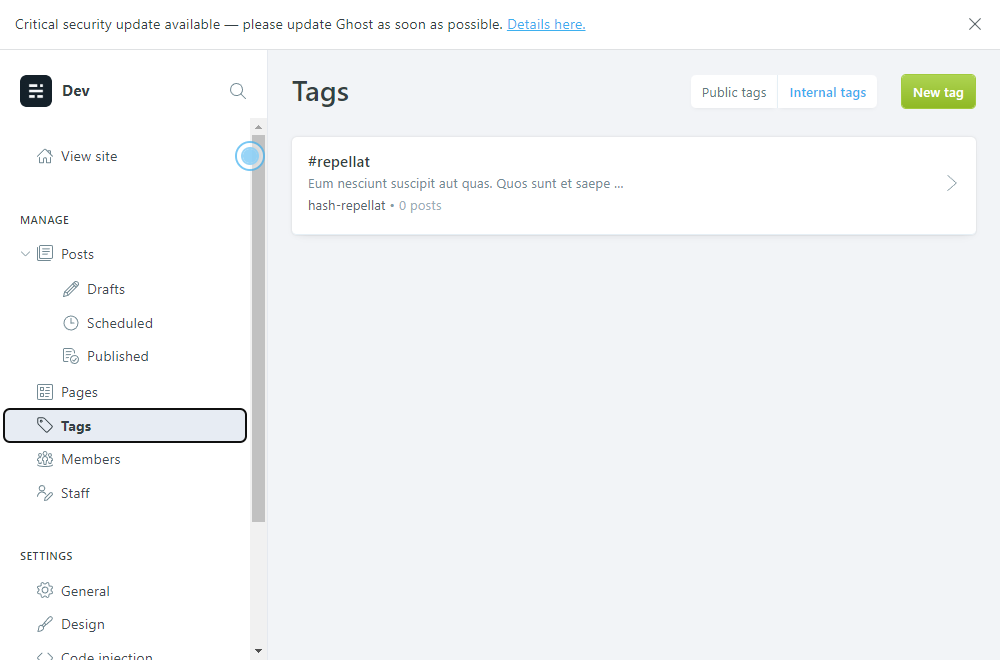 Critical security update available — please update Ghost as soon as possible. Details here.
Dev
View site
MANAGE
Posts
Drafts
Scheduled
Published
Pages
Tags
Members
Staff
SETTINGS
General
Design
Code injection
Tags
Public tags
Internal tags
New tag
#repellat
Eum nesciunt suscipit aut quas. Quos sunt et saepe ...
hash-repellat • 0 posts